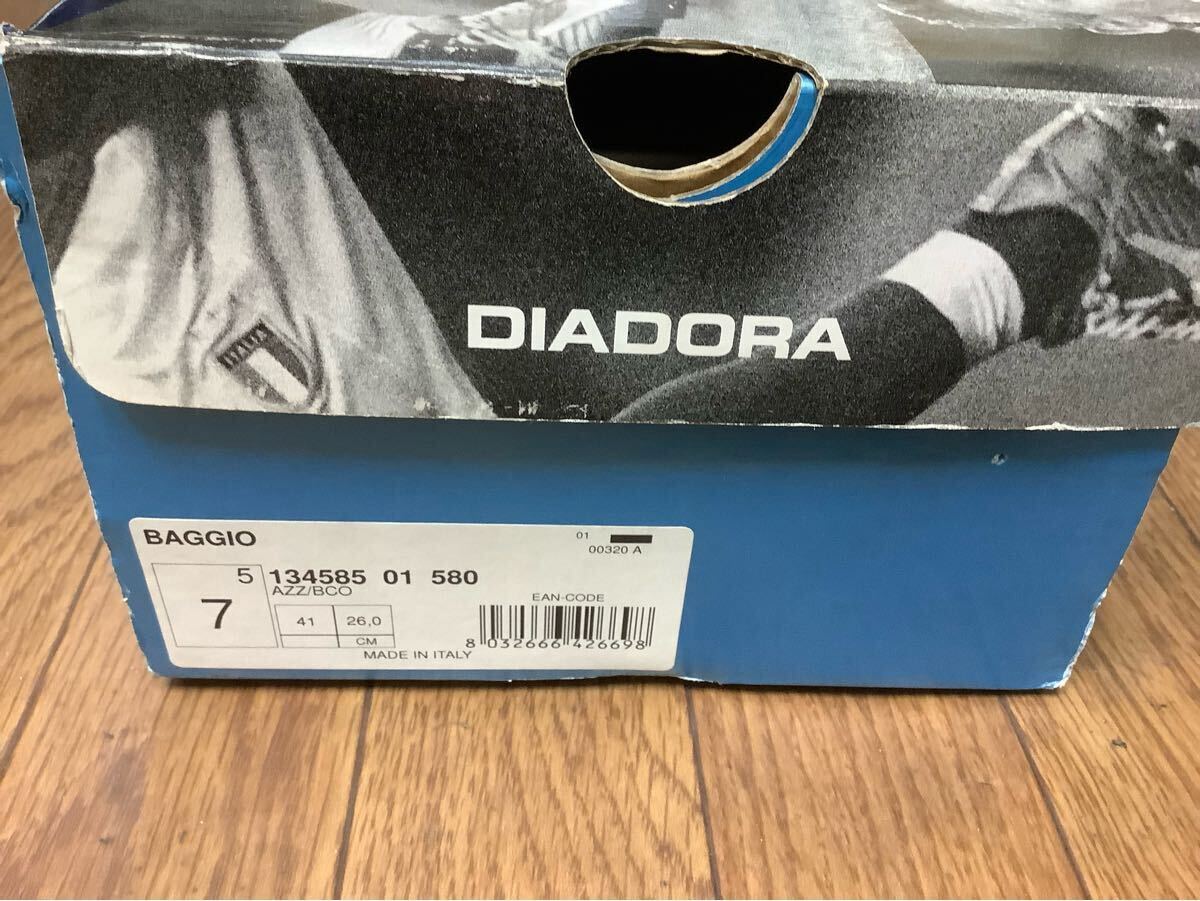 ITALIA
DIADORA
BAGGIO
01
00320 A
5
7
134585 01 580
AZZ/BCO
41 26,0
CM
EAN-CODE
8 032666 426698
MADE IN ITALY